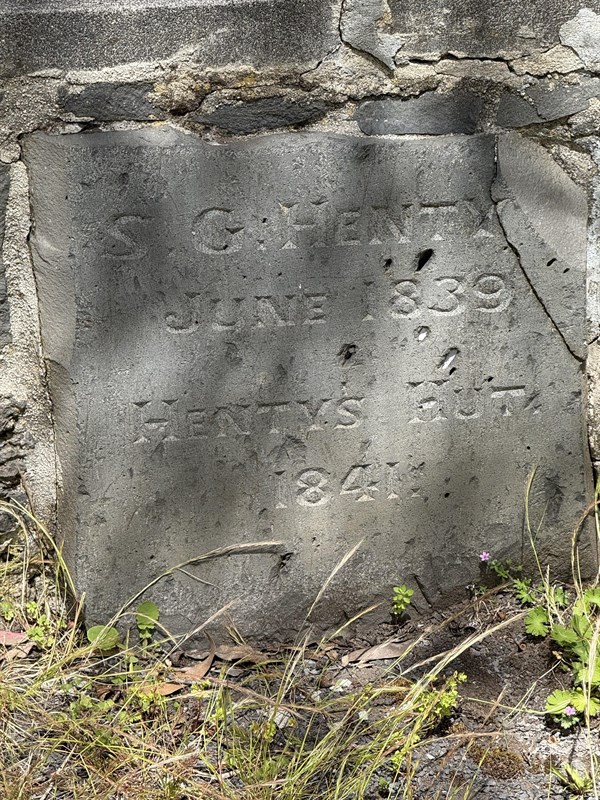 S. G. HENTY
JUNE 1839
HENTYS HUT.
1841.